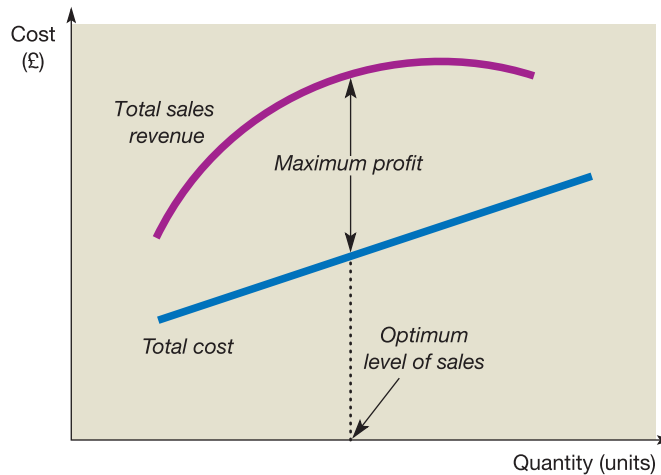 Cost
(£)
Total sales
revenue
Maximum profit
Total cost
Optimum
level of sales
Quantity (units)